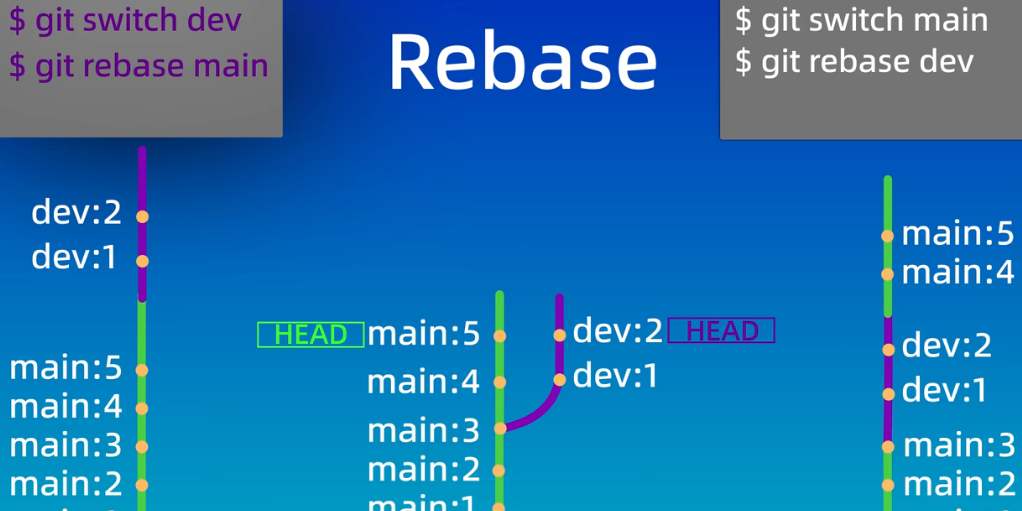 $ git switch dev
$ git rebase main
Rebase
$ git switch main
$ git rebase dev
dev:2
dev:1
main:5
main:4
main:3
main:2
HEAD main:5
main:4
main:3
main:2
main:1
dev:2 HEAD
dev:1
main:5
main:4
dev:2
dev:1
main:3
main:2